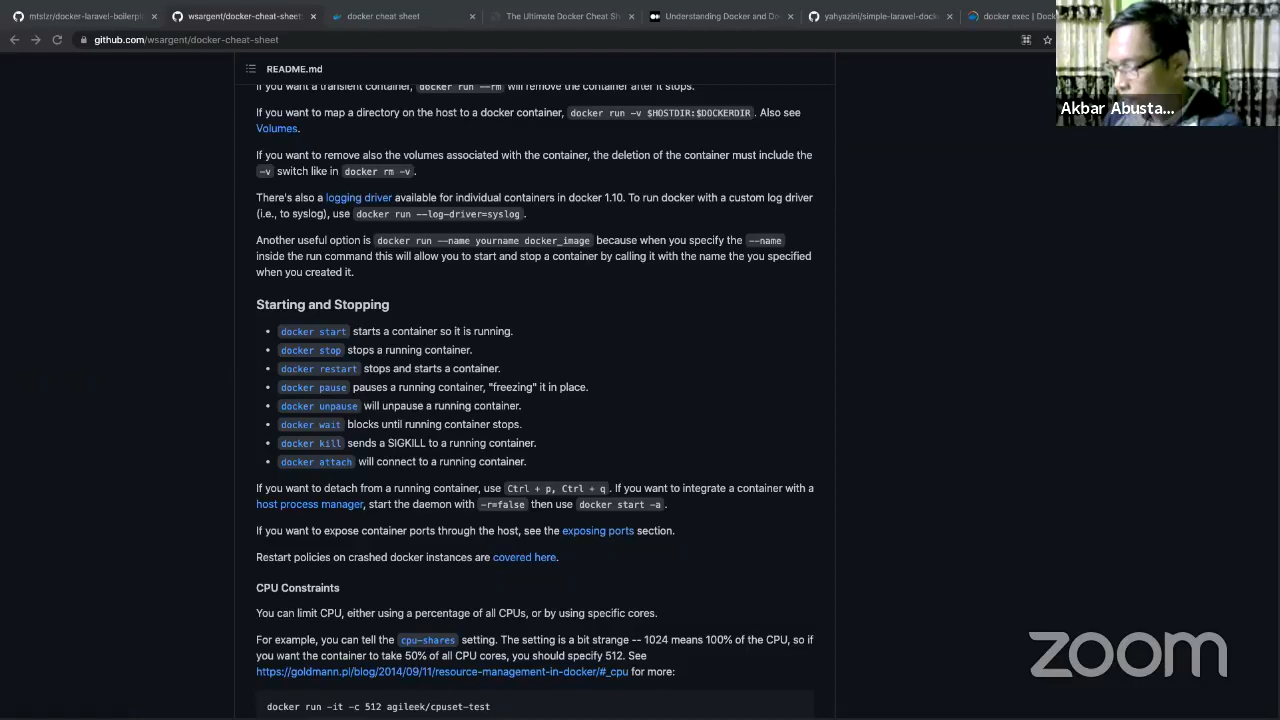 mtslzr/docker-laravel-boilerpl
wsargent/docker-cheat-sheet:
docker cheat sheet
The Ultimate Docker Cheat Sh
Understanding Docker and Do
yahyazini/simple-laravel-dock
docker exec | Doc
github.com/wsargent/docker-cheat-sheet
Akbar Abusta...
README.md
If you want a transient container, docker run --rm will remove the container after it stops.
If you want to map a directory on the host to a docker container, docker run -v $HOSTDIR:$DOCKERDIR. Also see
Volumes.
If you want to remove also the volumes associated with the container, the deletion of the container must include the
-v switch like in docker rm -v.
There's also a logging driver available for individual containers in docker 1.10. To run docker with a custom log driver
(i.e., to syslog), use docker run --log-driver=syslog.
Another useful option is docker run --name yourname docker_image because when you specify the --name
inside the run command this will allow you to start and stop a container by calling it with the name the you specified
when you created it.
Starting and Stopping
• docker start starts a container so it is running.
• docker stop stops a running container.
• docker restart stops and starts a container.
• docker pause pauses a running container, "freezing" it in place.
• docker unpause will unpause a running container.
• docker wait blocks until running container stops.
• docker kill sends a SIGKILL to a running container.
• docker attach will connect to a running container.
If you want to detach from a running container, use Ctrl + p, Ctrl + q. If you want to integrate a container with a
host process manager, start the daemon with -r=false then use docker start -a.
If you want to expose container ports through the host, see the exposing ports section.
Restart policies on crashed docker instances are covered here.
CPU Constraints
You can limit CPU, either using a percentage of all CPUs, or by using specific cores.
For example, you can tell the cpu-shares setting. The setting is a bit strange -- 1024 means 100% of the CPU, so if
you want the container to take 50% of all CPU cores, you should specify 512. See
https://goldmann.pl/blog/2014/09/11/resource-management-in-docker/#_cpu for more:
docker run -it -c 512 agileek/cpuset-test
zoom